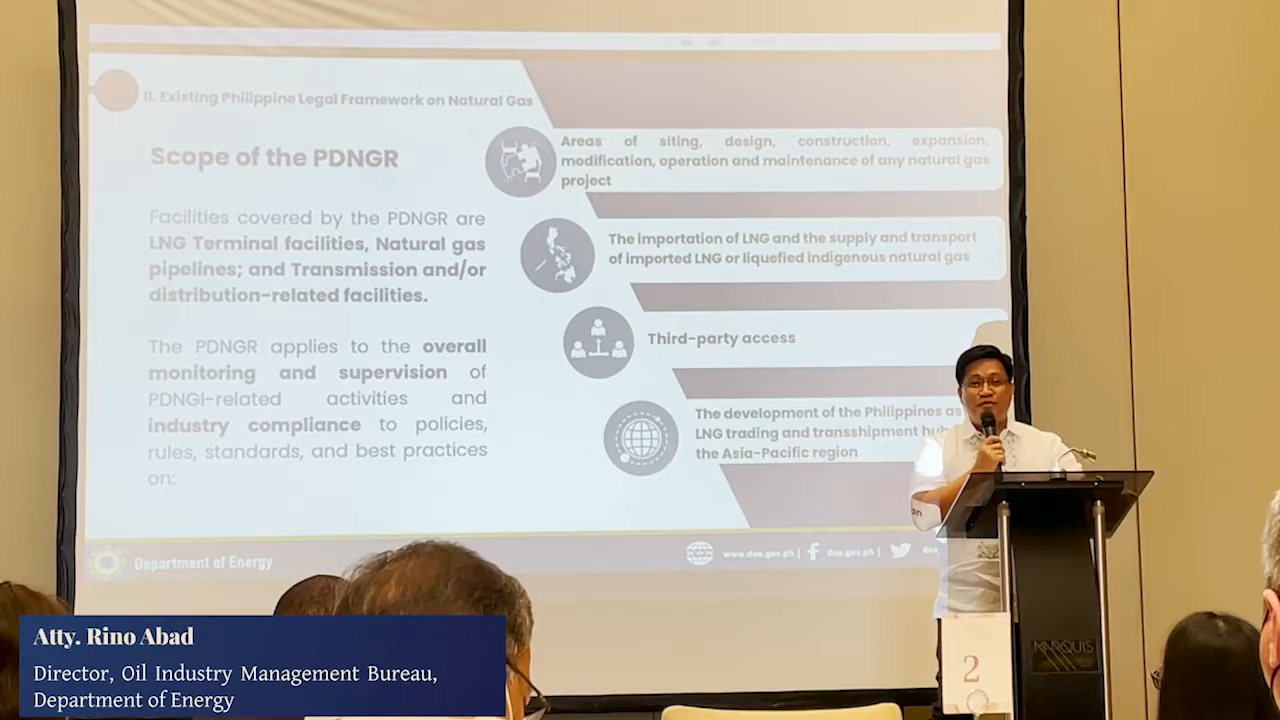 II. Existing Philippine Legal Framework on Natural Gas
Scope of the PDNGR
Facilities covered by the PDNGR are
LNG Terminal facilities, Natural gas
pipelines; and Transmission and/or
distribution-related facilities.
The PDNGR applies to the overall
monitoring and supervision of
PDNGI-related activities and
industry compliance to policies,
rules, standards, and best practices
on:
Areas of siting, design, construction, expansion,
modification, operation and maintenance of any natural gas
project
The importation of LNG and the supply and transport
of imported LNG or liquefied indigenous natural gas
Third-party access
The development of the Philippines as
LNG trading and transshipment hub
the Asia-Pacific region
Department of Energy
www.doe.gov.ph |
doe.gov.ph |
doe_
MARQUIS
2
Atty. Rino Abad
Director, Oil Industry Management Bureau,
Department of Energy